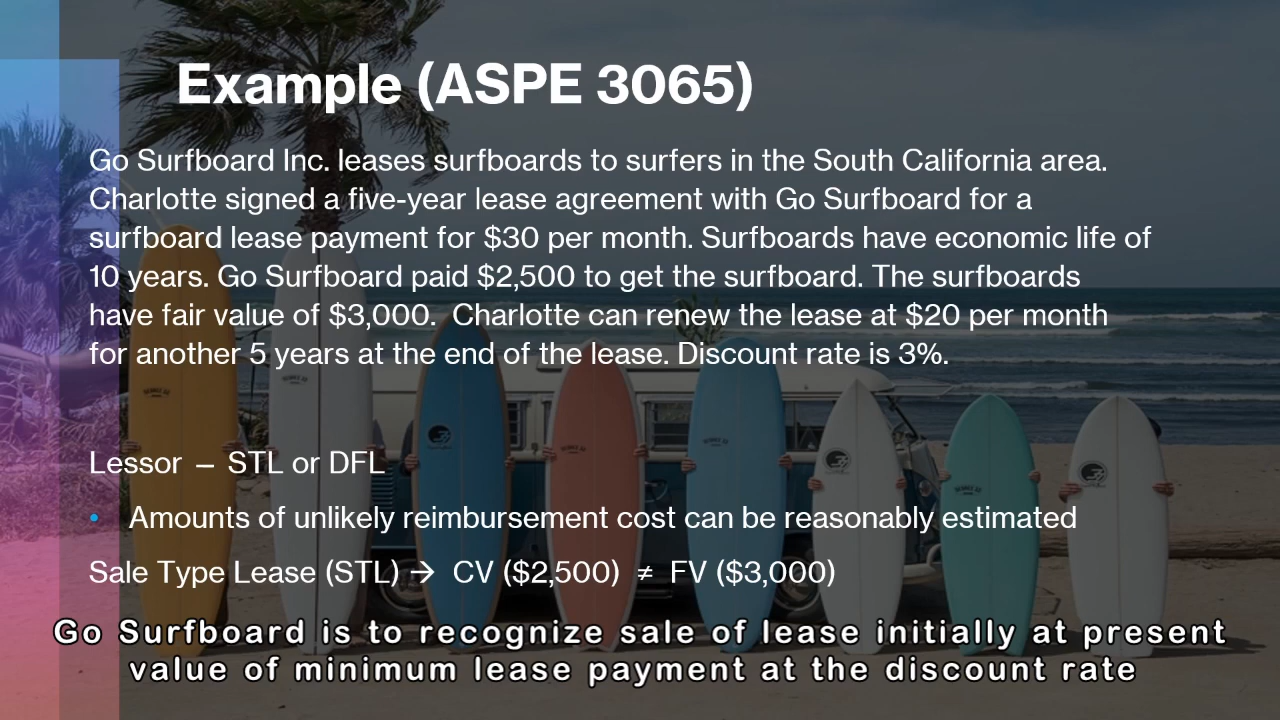 Example (ASPE 3065)
Go Surfboard Inc. leases surfboards to surfers in the South California area.
Charlotte signed a five-year lease agreement with Go Surfboard for a
surfboard lease payment for $30 per month. Surfboards have economic life of
10 years. Go Surfboard paid $2,500 to get the surfboard. The surfboards
have fair value of $3,000.  Charlotte can renew the lease at $20 per month
for another 5 years at the end of the lease. Discount rate is 3%.
Lessor – STL or DFL
• Amounts of unlikely reimbursement cost can be reasonably estimated
Sale Type Lease (STL) → CV ($2,500) ≠ FV ($3,000)
Go Surfboard is to recognize sale of lease initially at present
value of minimum lease payment at the discount rate